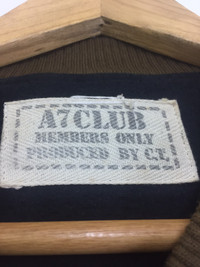 A7CLUB
MEMBERS ONLY
PRODUCED BY C.T.